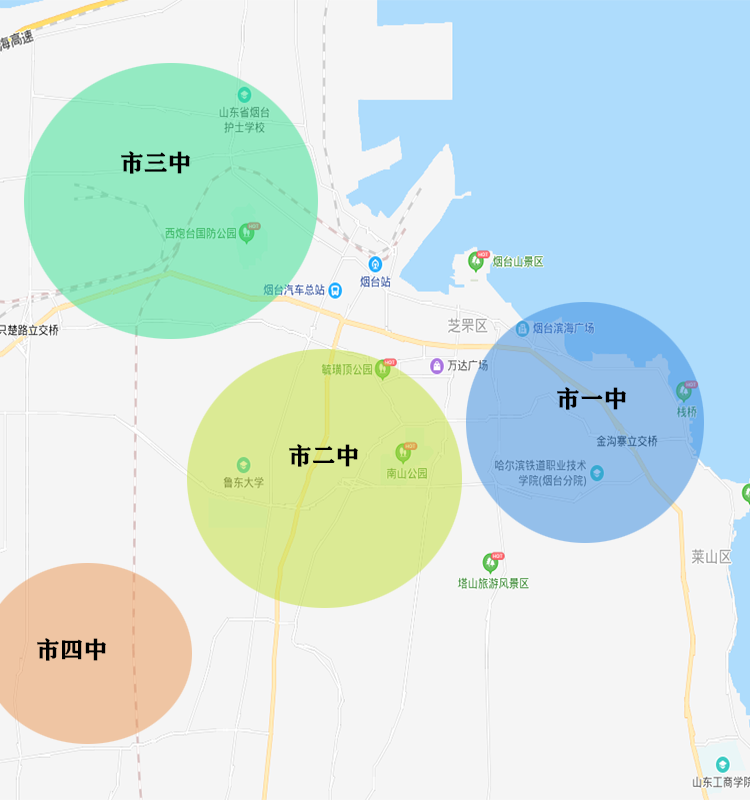 海高速
山东省烟台
护士学校
市三中
西炮台国防公园
HOT
烟台山景区
HOT
烟台站
烟台汽车总站
芝罘区
烟台滨海广场
只楚路立交桥
毓璜顶公园
HOT
万达广场
栈桥
HOT
市一中
金沟寨立交桥
市二中
南山公园
HOT
鲁东大学
哈尔滨铁道职业技术
学院(烟台分院)
莱山区
塔山旅游风景区
HOT
市四中
山东工商学院